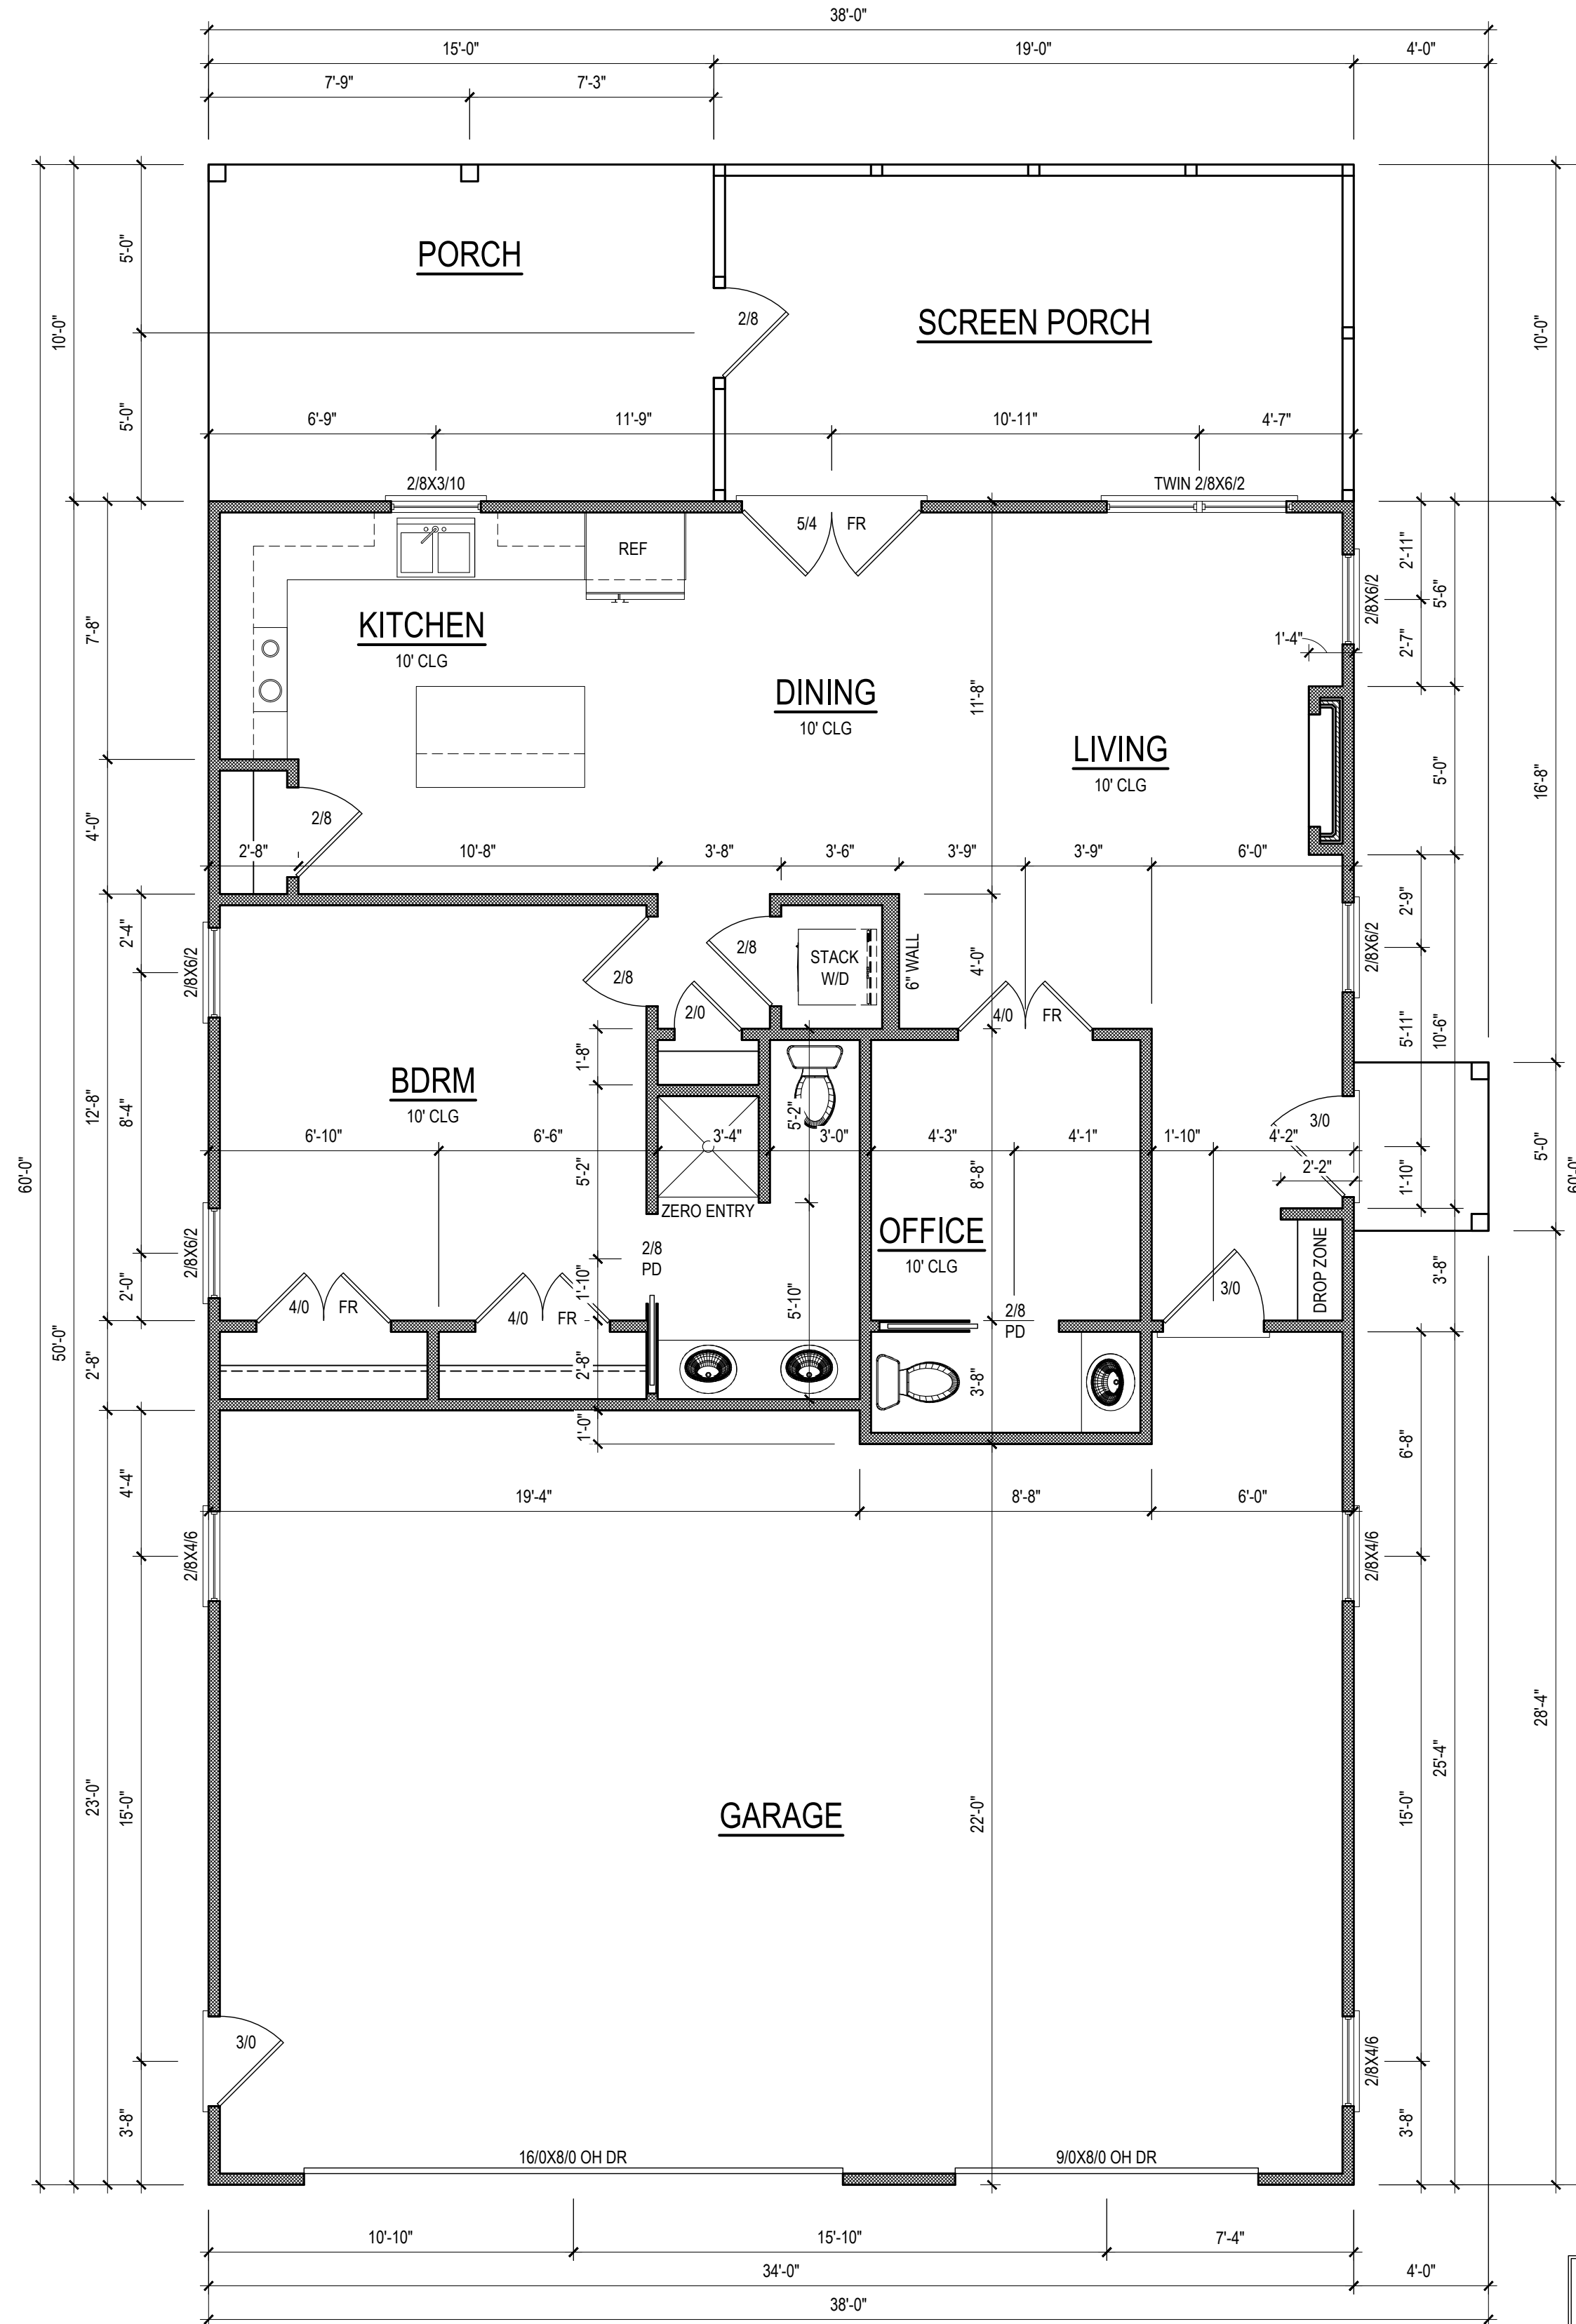 38'-0"
15'-0" 19'-0" 4'-0"
7'-9" 7'-3"
PORCH
5'-0"
SCREEN PORCH
2/8
10'-0" 10'-0"
5'-0"
6'-9" 11'-9" 10'-11" 4'-7"
2/8X3/10 TWIN 2/8X6/2
5/4 FR
REF
2'-11"
2/8X6/2
5'-6"
KITCHEN
10' CLG
7'-8"
1'-4"
2'-7"
DINING
10' CLG
11'-8"
LIVING
10' CLG
5'-0"
16'-8"
2/8
4'-0"
2'-8" 10'-8" 3'-8" 3'-6" 3'-9" 3'-9" 6'-0"
2'-9"
2'-4"
2/8X6/2
2/8
2/8
STACK
W/D
6" WALL
4'-0"
2/8X6/2
2/0
4/0 FR
5'-11"
10'-6"
1'-8"
BDRM
10' CLG
12'-8"
8'-4"
5'-2"
3/0
6'-10" 6'-6" 3'-4" 3'-0" 4'-3" 4'-1" 1'-10" 4'-2"
5'-2"
8'-8"
2'-2"
1'-10"
5'-0"
60'-0" 60'-0"
ZERO ENTRY
OFFICE
10' CLG
2/8
PD
2/8X6/2
2'-0"
4/0 FR
4/0 FR
1'-10"
5'-10"
2/8
PD
3/0
DROP ZONE
3'-8"
50'-0"
2'-8"
2'-8"
3'-8"
1'-0"
6'-8"
4'-4"
19'-4" 8'-8" 6'-0"
2/8X4/6 2/8X4/6
28'-4"
25'-4"
23'-0"
15'-0"
GARAGE
22'-0"
15'-0"
3/0
2/8X4/6
3'-8" 3'-8"
16/0X8/0 OH DR 9/0X8/0 OH DR
10'-10" 15'-10" 7'-4"
34'-0" 4'-0"
38'-0"